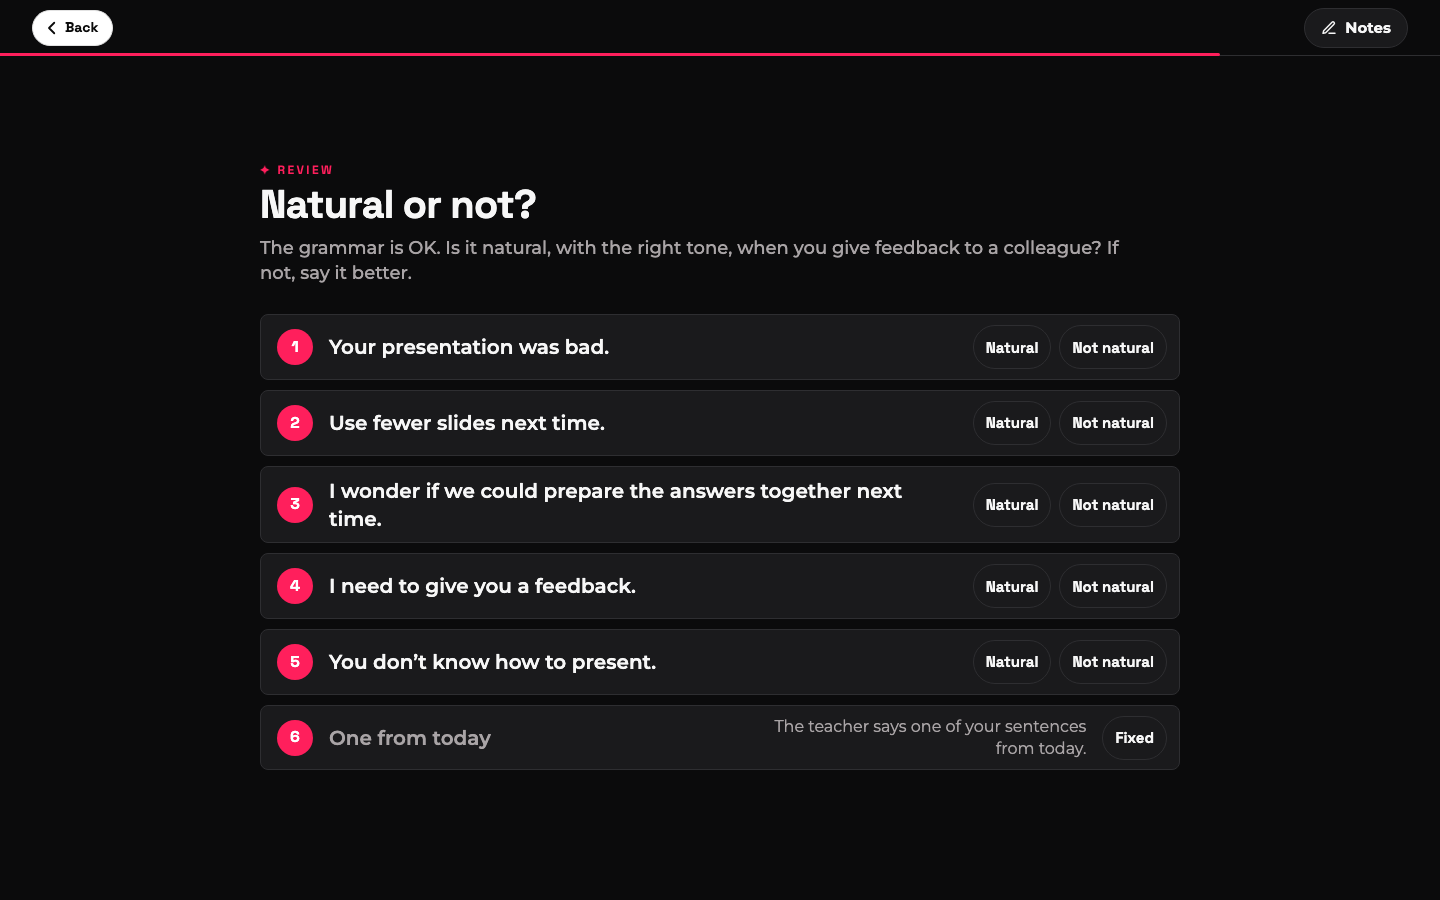 Back
Notes
REVIEW
Natural or not?
The grammar is OK. Is it natural, with the right tone, when you give feedback to a colleague? If
not, say it better.
1 Your presentation was bad. Natural Not natural
2 Use fewer slides next time. Natural Not natural
3 I wonder if we could prepare the answers together next
time. Natural Not natural
4 I need to give you a feedback. Natural Not natural
5 You don’t know how to present. Natural Not natural
6 One from today The teacher says one of your sentences
from today. Fixed